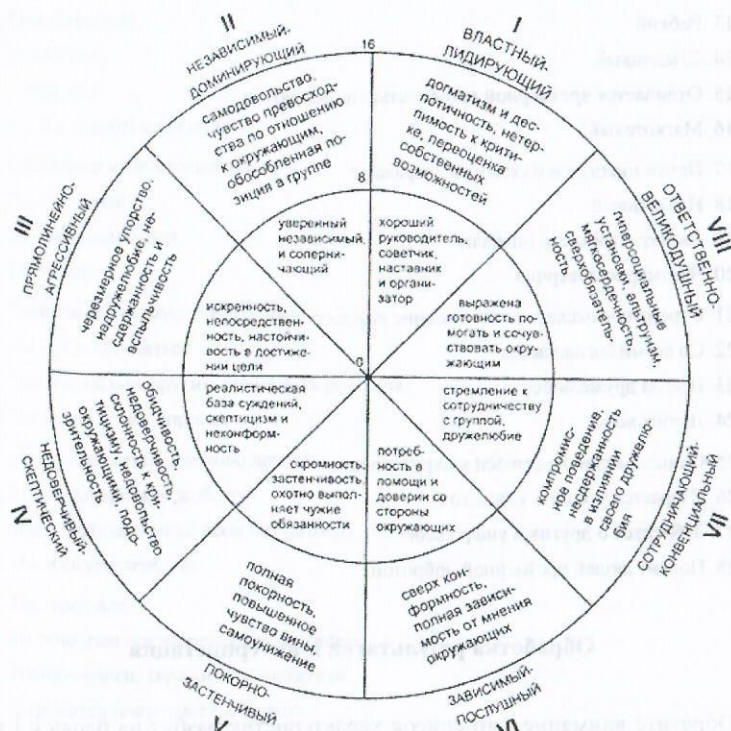 II
НЕЗАВИСИМЫЙ-
ДОМИНИРУЮЩИЙ
16
I
ВЛАСТНЫЙ-
ЛИДИРУЮЩИЙ
самодовольство,
чувство превосход-
ства по отношению
к окружающим,
обособленная по-
зиция а группе
догматизм и дес-
потичность, нетер-
пимость к крити-
ке, переоценка
собственных
возможностей
8
III
ПРЯМОЛИНЕЙНО-
АГРЕССИВНЫЙ
чрезмерное упорство,
недружелюбие, не-
сдержанность и
вспыльчивость
уверенный
независимый,
и соперни-
чающий
хороший
руководитель,
советчик,
наставник
и органи-
затор
VIII
ОТВЕТСТВЕННО-
ВЕЛИКОДУШНЫЙ
гиперсоциальные
установки, альтруизм,
мягкосердечность,
сверхобязатель-
ность
искренность,
непосредствен-
ность, настойчи-
вость в достиже-
нии цели
выражена
готовность по-
могать и сочув-
ствовать окру-
жающим
0
реалистическая
база суждений,
скептицизм и
неконформ-
ность
стремление к
сотрудничеству
с группой,
дружелюбие
IV
НЕДОВЕРЧИВЫЙ-
СКЕПТИЧЕСКИЙ
обидчивость,
недоверчивость,
склонность к кри-
тицизму, недовольство
окружающими, подо-
зрительность
скромность,
застенчивость,
охотно выпол-
няет чужие
обязанности
потреб-
ность в
помощи и
доверии со
стороны
окружающих
VII
СОТРУДНИЧАЮЩИЙ-
КОНВЕНЦИАЛЬНЫЙ
компромис-
ное поведение,
несдержанность
в излиянии
своего дружелю-
бия
полная
покорность,
повышенное
чувство вины,
самоунижение
сверх кон-
формность,
полная зависи-
мость от мнения
окружающих
ПОКОРНО-
ЗАСТЕНЧИВЫЙ
V
ЗАВИСИМЫЙ-
ПОСЛУШНЫЙ
VI